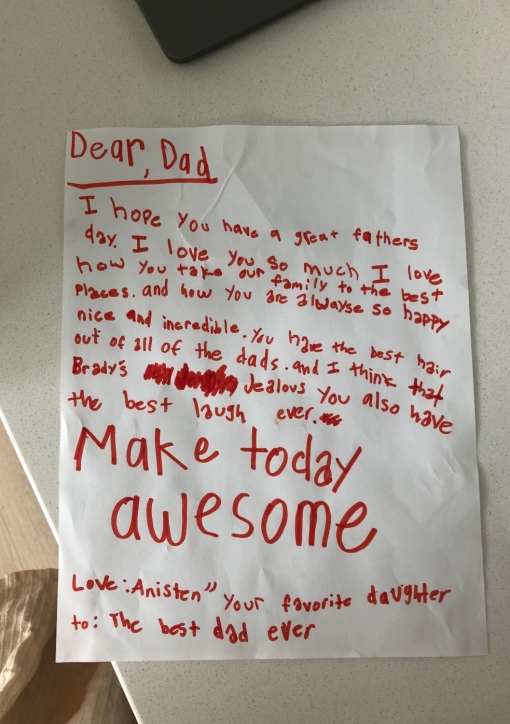 Dear, Dad
I hope you have a great fathers
day. I love you so much I love
how you take our family to the best
Places. and how you are alwayse so happy
nice and incredible. You have the best hair
out of all of the dads. and I think that
Brady's Jealous you also have
the best laugh ever.
Make today
awesome
Love: Anisten" your favorite daughter
to: The best dad ever